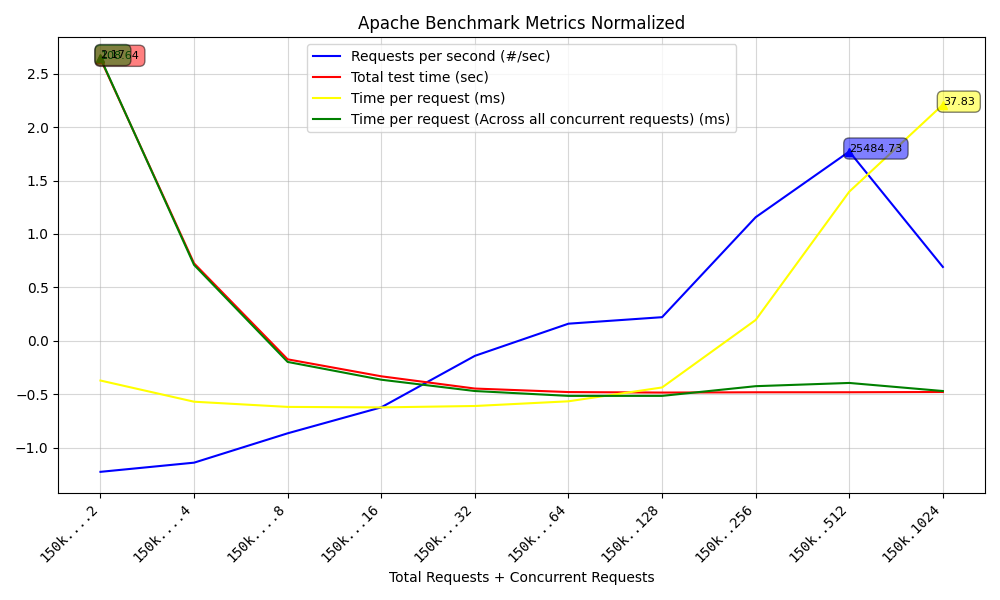 Apache Benchmark Metrics Normalized
Requests per second (#/sec)
Total test time (sec)
Time per request (ms)
Time per request (Across all concurrent requests) (ms)
2.17
37.83
25484.73
2.5
2.0
1.5
1.0
0.5
0.0
−0.5
−1.0
150k....2
150k....4
150k....8
150k...16
150k...32
150k...64
150k..128
150k..256
150k..512
150k.1024
Total Requests + Concurrent Requests